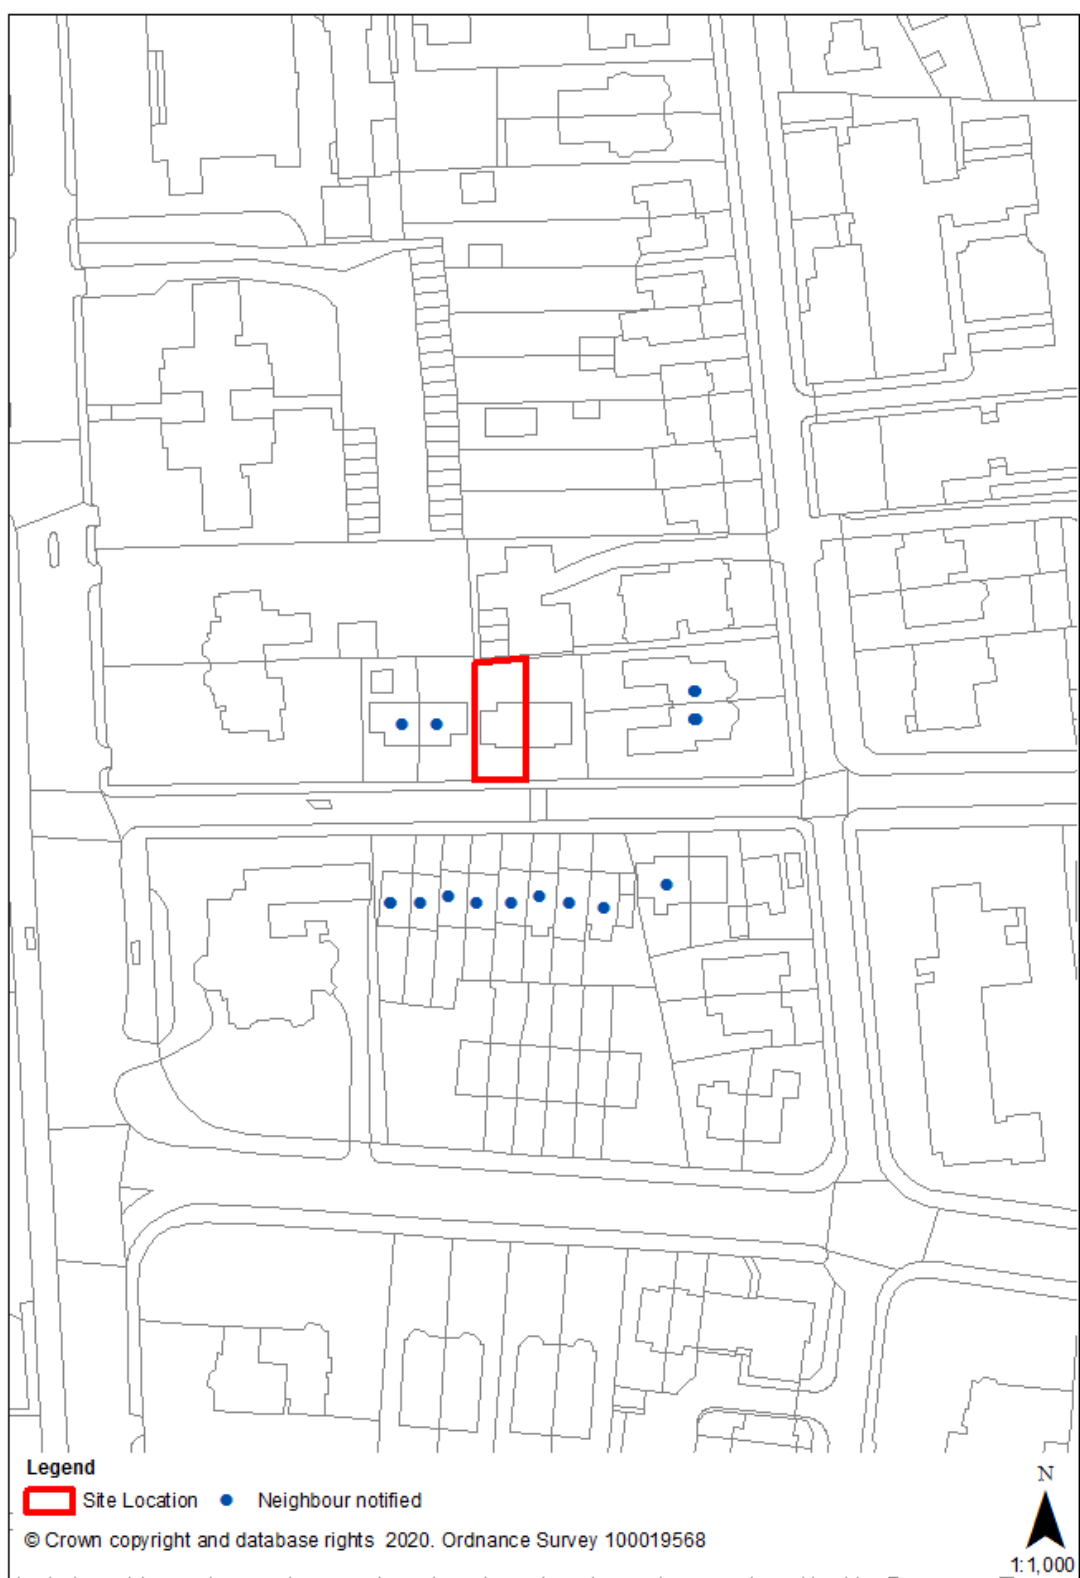 Legend
Site Location
Neighbour notified
© Crown copyright and database rights 2020. Ordnance Survey 100019568
N
1:1,000